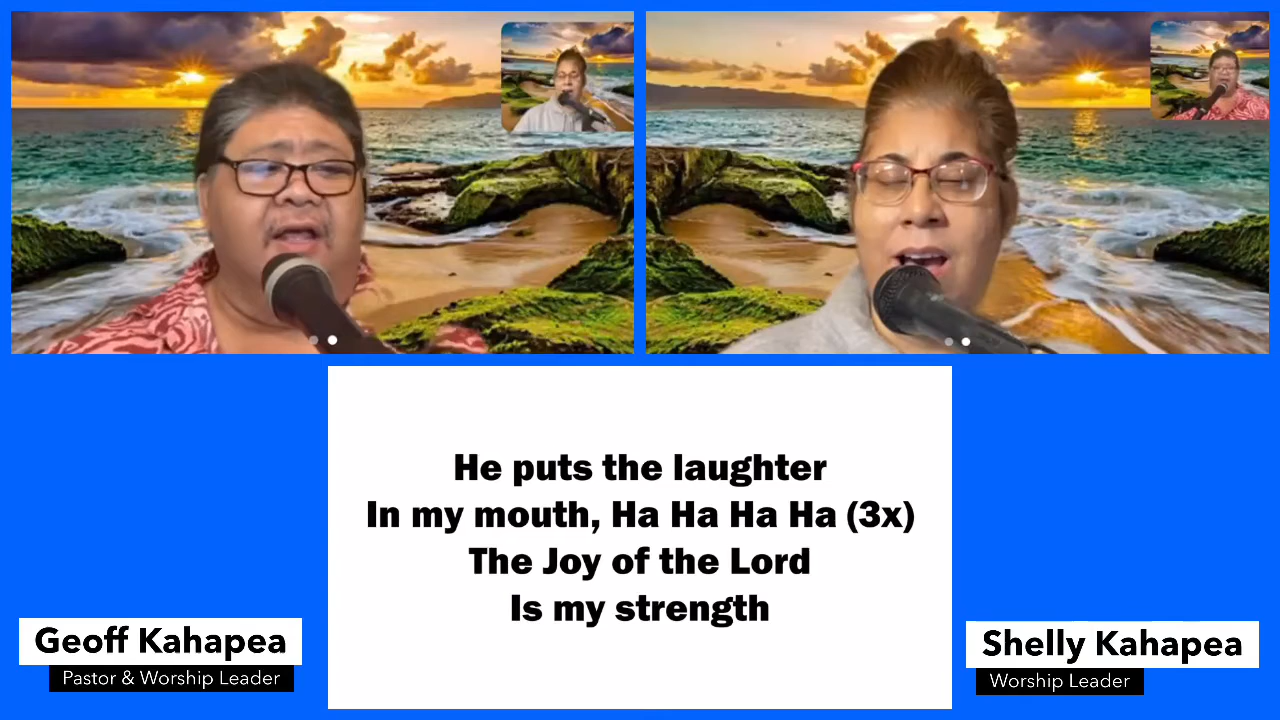 He puts the laughter
In my mouth, Ha Ha Ha Ha (3x)
The Joy of the Lord
Is my strength
Geoff Kahapea
Pastor & Worship Leader
Shelly Kahapea
Worship Leader